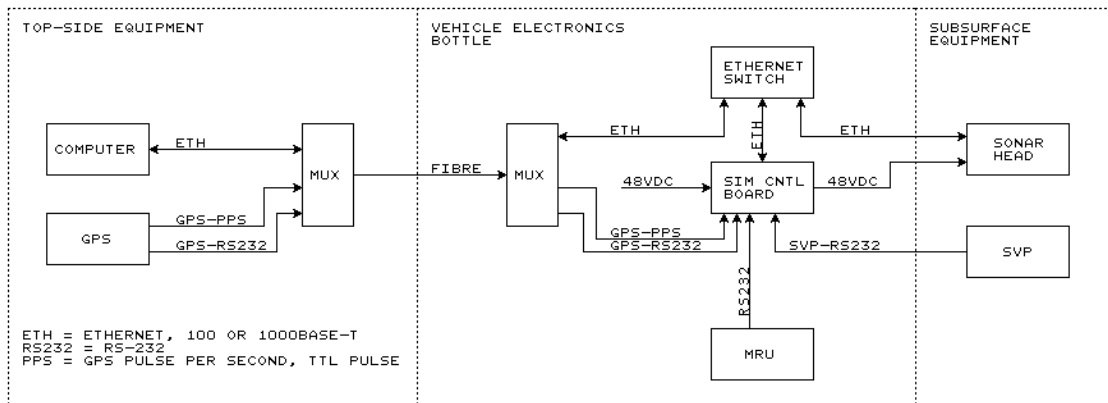 TOP-SIDE EQUIPMENT
VEHICLE ELECTRONICS
BOTTLE
SUBSURFACE
EQUIPMENT
ETHERNET
SWITCH
COMPUTER
ETH
MUX
FIBRE
MUX
ETH
ETH
ETH
SONAR
HEAD
48VDC
SIM CNTL
BOARD
48VDC
GPS
GPS-PPS
GPS-RS232
GPS-PPS
GPS-RS232
SVP-RS232
SVP
RS232
MRU
ETH = ETHERNET, 100 OR 1000BASE-T
RS232 = RS-232
PPS = GPS PULSE PER SECOND, TTL PULSE